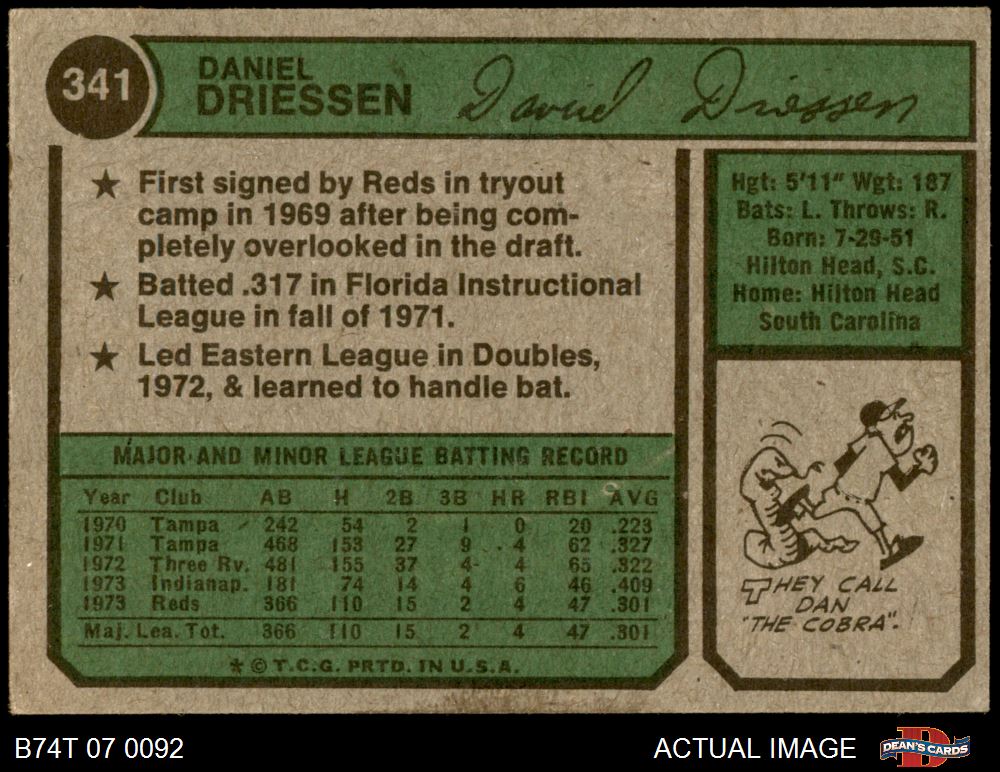 341
DANIEL
DRIESSEN
Daniel Driessen
★ First signed by Reds in tryout
camp in 1969 after being com-
pletely overlooked in the draft.
★ Batted .317 in Florida Instructional
League in fall of 1971.
★ Led Eastern League in Doubles,
1972, & learned to handle bat.
Hgt: 5'11" Wgt: 187
Bats: L. Throws: R.
Born: 7-29-51
Hilton Head, S.C.
Home: Hilton Head
South Carolina
MAJOR AND MINOR LEAGUE BATTING RECORD
Year Club AB H 2B 3B HR RBI AVG
1970 Tampa 242 54 2 1 0 20 .223
1971 Tampa 468 153 27 9 4 62 .327
1972 Three Rv. 481 155 37 4 4 65 .322
1973 Indianap. 181 74 14 4 6 46 .409
1973 Reds 366 110 15 2 4 47 .301
Maj. Lea. Tot. 366 110 15 2 4 47 .301
* © T.C.G. PRTD. IN U.S.A.
THEY CALL
DAN
"THE COBRA".
B74T 07 0092
ACTUAL IMAGE
DEAN'S CARDS